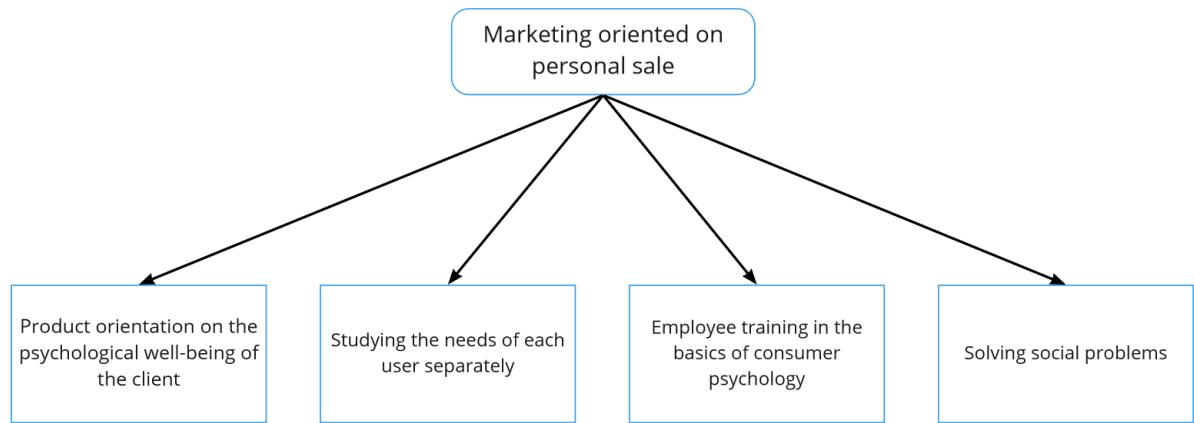 Marketing oriented on
personal sale
Product orientation on the
psychological well-being of
the client
Studying the needs of each
user separately
Employee training in the
basics of consumer
psychology
Solving social problems